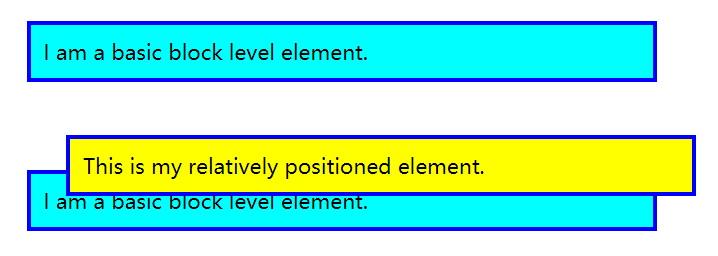 I am a basic block level element.
This is my relatively positioned element.
I am a basic block level element.